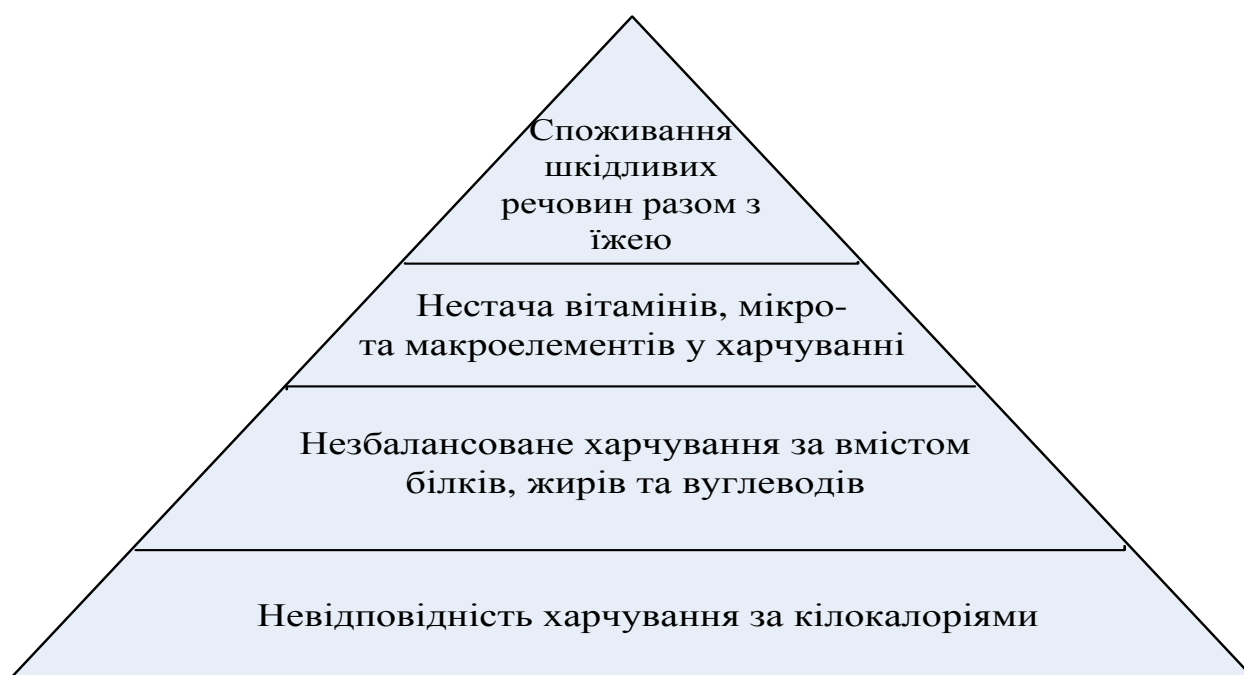 Споживання
шкідливих
речовин разом з
їжею
Нестача вітамінів, мікро-
та макроелементів у харчуванні
Незбалансоване харчування за вмістом
білків, жирів та вуглеводів
Невідповідність харчування за кілокалоріями